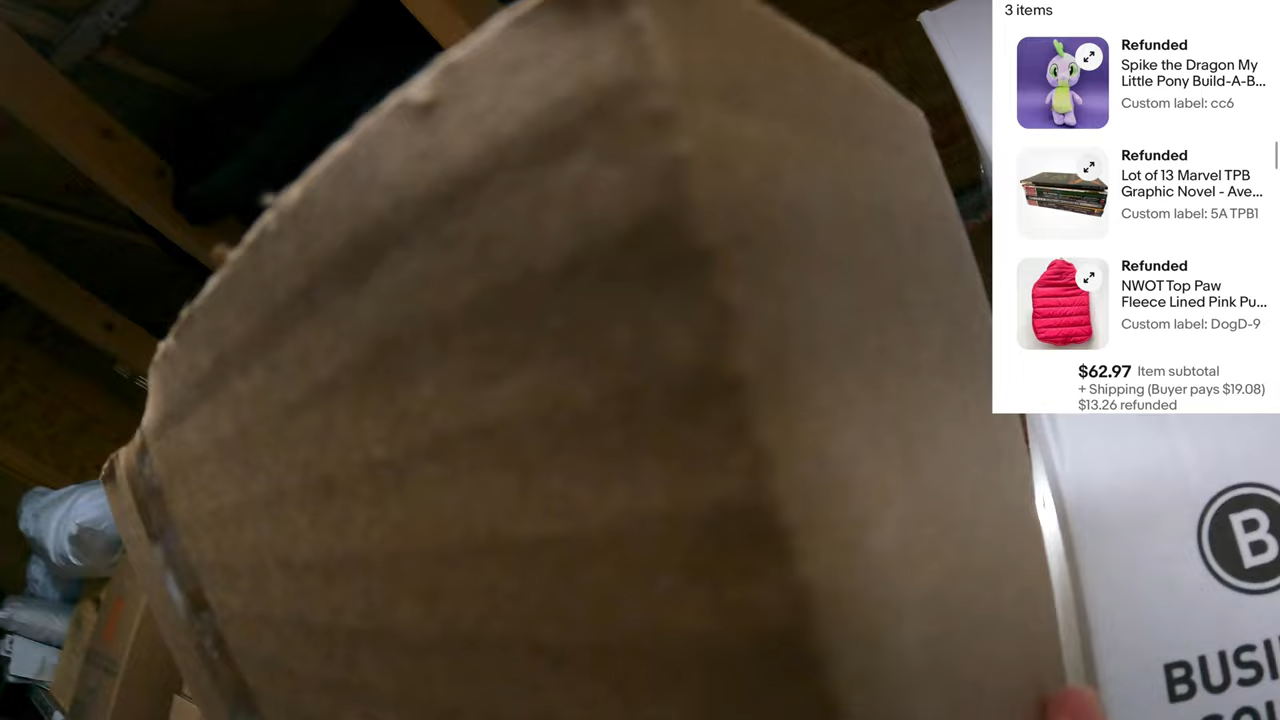 3 items
Refunded
Spike the Dragon My
Little Pony Build-A-B...
Custom label: cc6
Refunded
Lot of 13 Marvel TPB
Graphic Novel - Ave...
Custom label: 5A TPB1
Refunded
NWOT Top Paw
Fleece Lined Pink Pu...
Custom label: DogD-9
$62.97 Item subtotal
+ Shipping (Buyer pays $19.08)
$13.26 refunded
B
BUSI